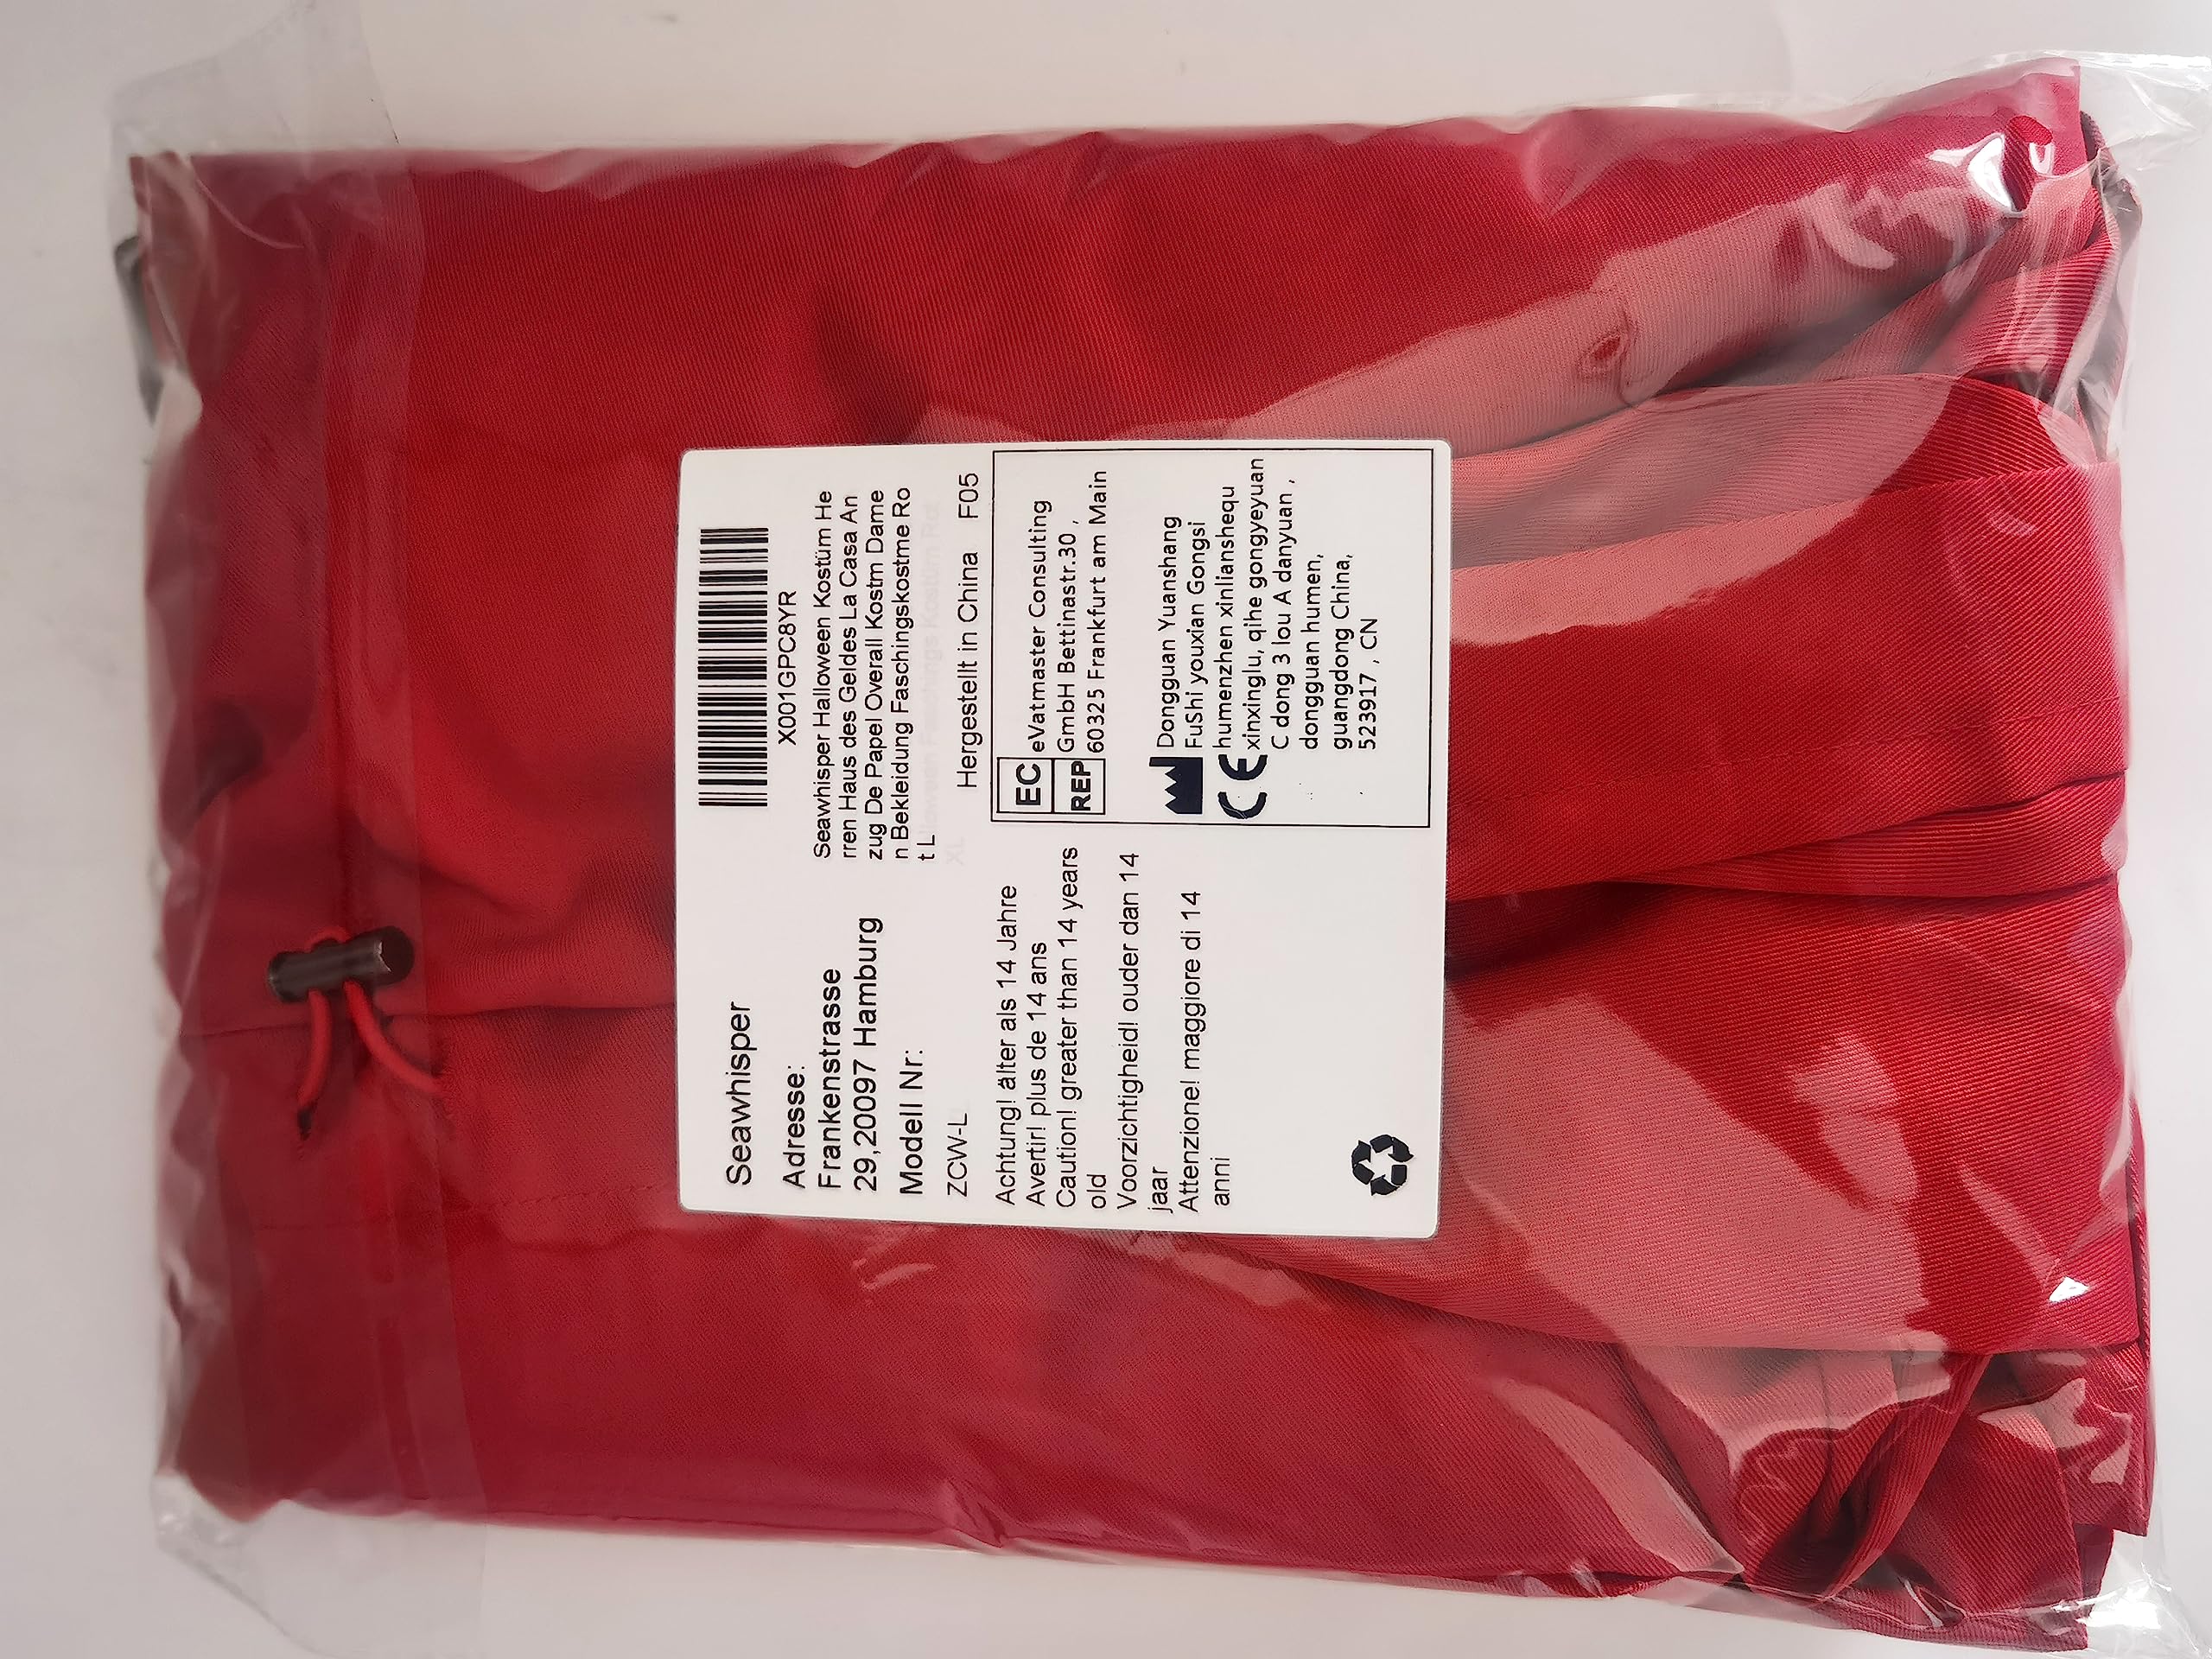 Seawhisper
Adresse:
Frankenstrasse
29,20097 Hamburg
Modell Nr:
ZCW-L
Achtung! älter als 14 Jahre
Avertir! plus de 14 ans
Caution! greater than 14 years
old
Voorzichtigheid! ouder dan 14
jaar
Attenzione! maggiore di 14
anni
X001GPC8YR
Seawhisper Halloween Kostüm He
rren Haus des Geldes La Casa An
zug De Papel Overall Kostm Dame
n Bekleidung Faschingskostme Ro
t L
XL
Hergestellt in China F05
EC
REP
eVatmaster Consulting
GmbH Bettinastr.30 ,
60325 Frankfurt am Main
Dongguan Yuanshang
FuShi youxian Gongsi
humenzhen xinlianshequ
xinxinglu, qihe gongyeyuan
C dong 3 lou A danyuan ,
dongguan humen,
guangdong China,
523917 , CN
CE